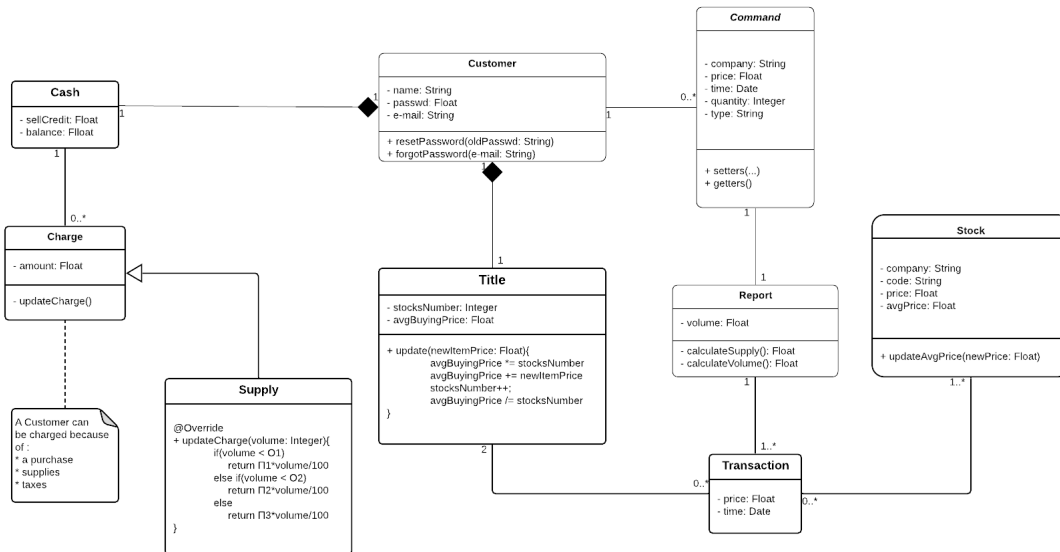 Command
- company: String
- price: Float
- time: Date
- quantity: Integer
- type: String
+ setters(...)
+ getters()
Customer
- name: String
- passwd: Float
- e-mail: String
+ resetPassword(oldPasswd: String)
+ forgotPassword(e-mail: String)
Cash
- sellCredit: Float
- balance: Flloat
1
1
1
0..*
1
1
0..*
Charge
- amount: Float
- updateCharge()
1
1
Title
- stocksNumber: Integer
- avgBuyingPrice: Float
+ update(newItemPrice: Float){
avgBuyingPrice *= stocksNumber
avgBuyingPrice += newItemPrice
stocksNumber++;
avgBuyingPrice /= stocksNumber
}
2
1
1
Report
- volume: Float
- calculateSupply(): Float
- calculateVolume(): Float
1
1..*
Stock
- company: String
- code: String
- price: Float
- avgPrice: Float
+ updateAvgPrice(newPrice: Float)
1..*
Supply
@Override
+ updateCharge(volume: Integer){
if(volume < O1)
return Π1*volume/100
else if(volume < O2)
return Π2*volume/100
else
return Π3*volume/100
}
A Customer can
be charged because
of :
* a purchase
* supplies
* taxes
Transaction
- price: Float
- time: Date
0..*
0..*